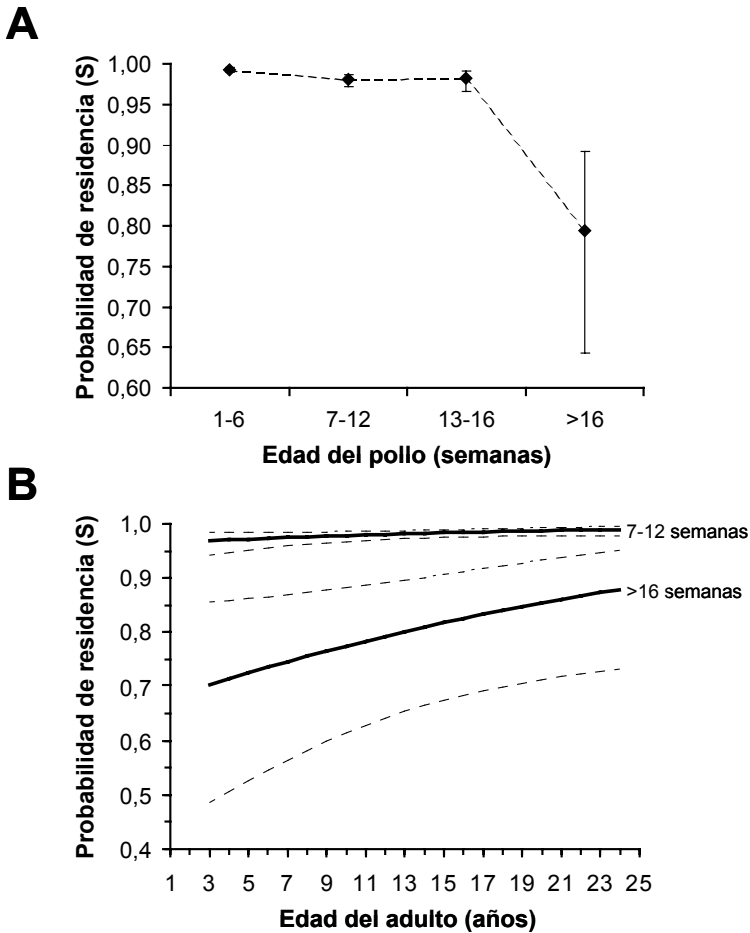 A
Probabilidad de residencia (S)
1,00
0,95
0,90
0,85
0,80
0,75
0,70
0,65
0,60
1-6 7-12 13-16 >16
Edad del pollo (semanas)
B
Probabilidad de residencia (S)
1,0
0,9
0,8
0,7
0,6
0,5
0,4
7-12 semanas
>16 semanas
1 3 5 7 9 11 13 15 17 19 21 23 25
Edad del adulto (años)